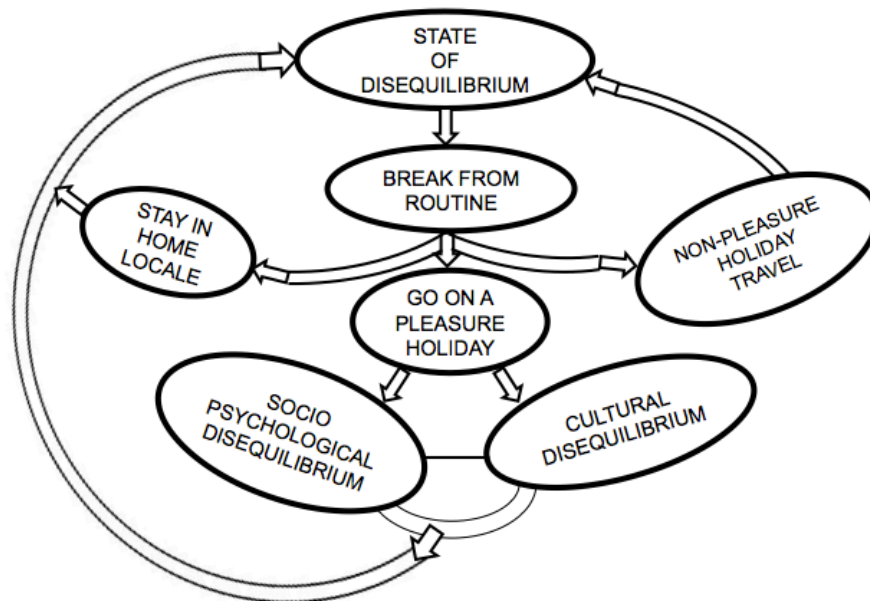 STATE
OF
DISEQUILIBRIUM
BREAK FROM
ROUTINE
STAY IN
HOME
LOCALE
NON-PLEASURE
HOLIDAY
TRAVEL
GO ON A
PLEASURE
HOLIDAY
SOCIO
PSYCHOLOGICAL
DISEQUILIBRIUM
CULTURAL
DISEQUILIBRIUM